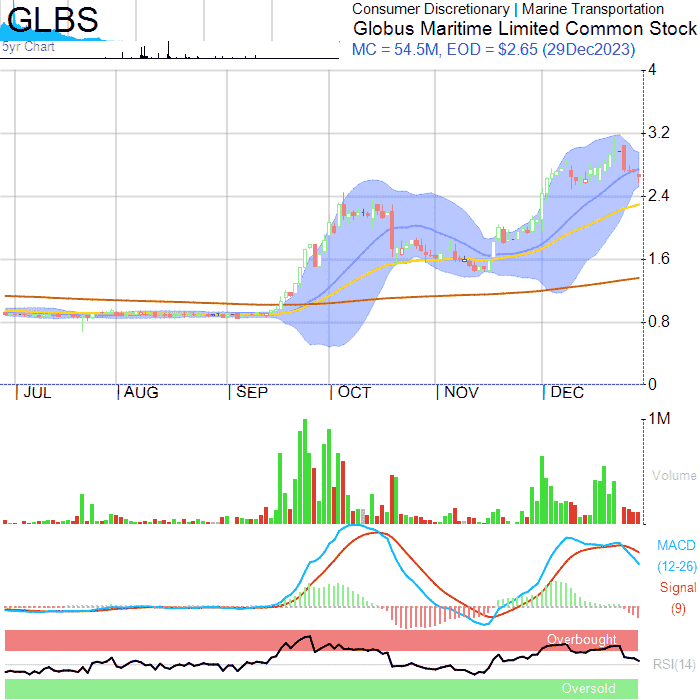 GLBS
Consumer Discretionary | Marine Transportation
Globus Maritime Limited Common Stock
5yr Chart
MC = 54.5M, EOD = $2.65 (29Dec2023)
4
3.2
2.4
1.6
0.8
0
JUL AUG SEP OCT NOV DEC
1M
Volume
MACD
(12-26)
Signal
(9)
Overbought
RSI(14)
Oversold